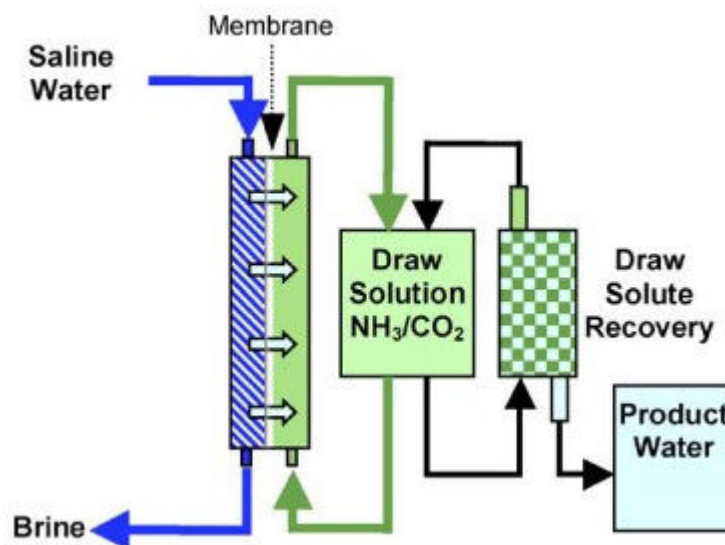 Membrane
Saline
Water
Draw
Solution
NH₃/CO₂
Draw
Solute
Recovery
Product
Water
Brine